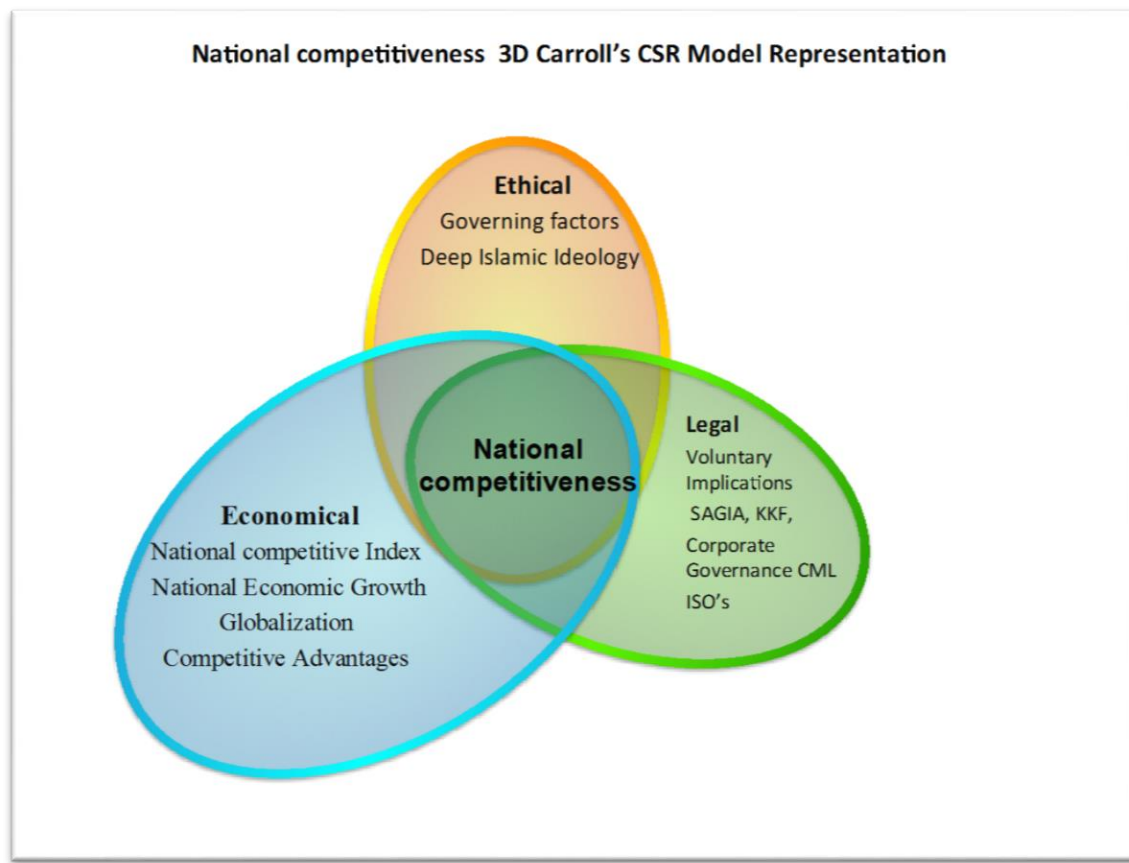 National competitiveness 3D Carroll's CSR Model Representation
Ethical
Governing factors
Deep Islamic Ideology
National
competitiveness
Legal
Voluntary
Implications
SAGIA, KKF,
Corporate
Governance CML
ISO's
Economical
National competitive Index
National Economic Growth
Globalization
Competitive Advantages